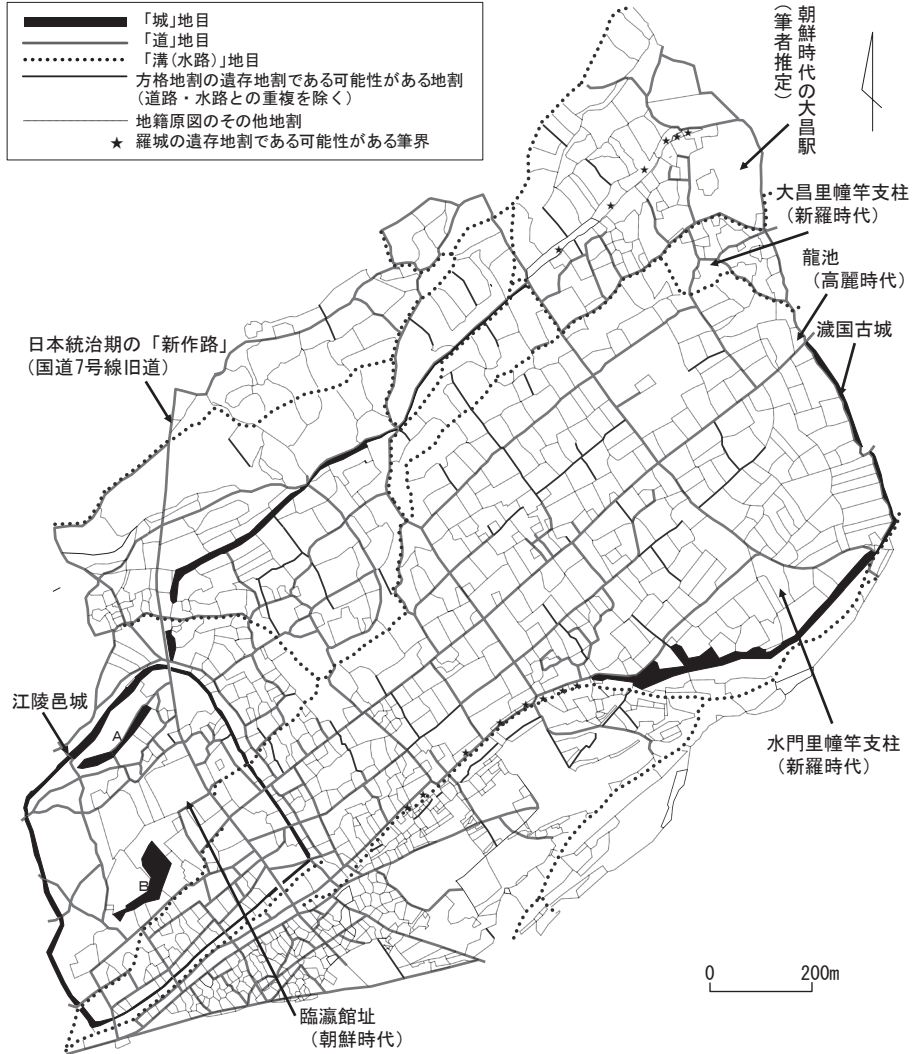 「城」地目
「道」地目
「溝(水路)」地目
方格地割の遺存地割である可能性がある地割
(道路・水路との重複を除く)
地籍原図のその他地割
★ 羅城の遺存地割である可能性がある筆界
朝鮮時代の大昌駅
(筆者推定)
大昌里幢竿支柱
(新羅時代)
龍池
(高麗時代)
濊国古城
日本統治期の「新作路」
(国道7号線旧道)
江陵邑城
A
B
水門里幢竿支柱
(新羅時代)
臨瀛館址
(朝鮮時代)
0 200m